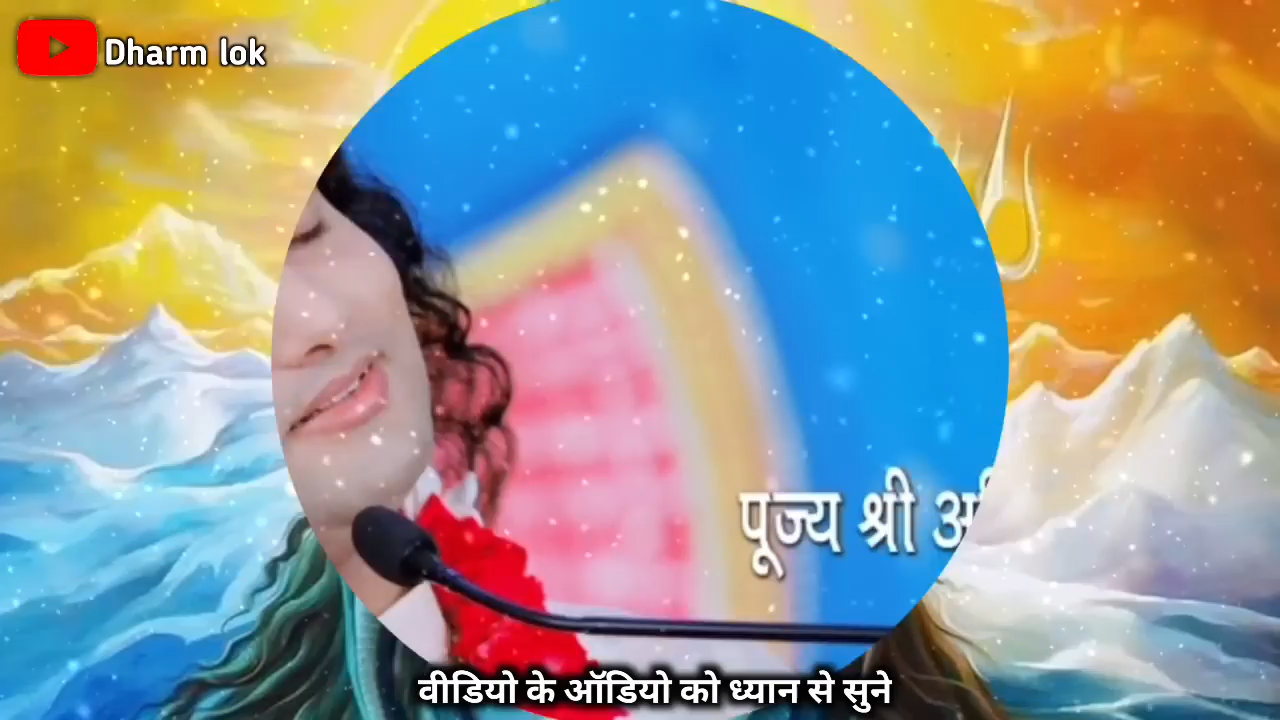 Dharm lok
पूज्य श्री
वीडियो के ऑडियो को ध्यान से सुने